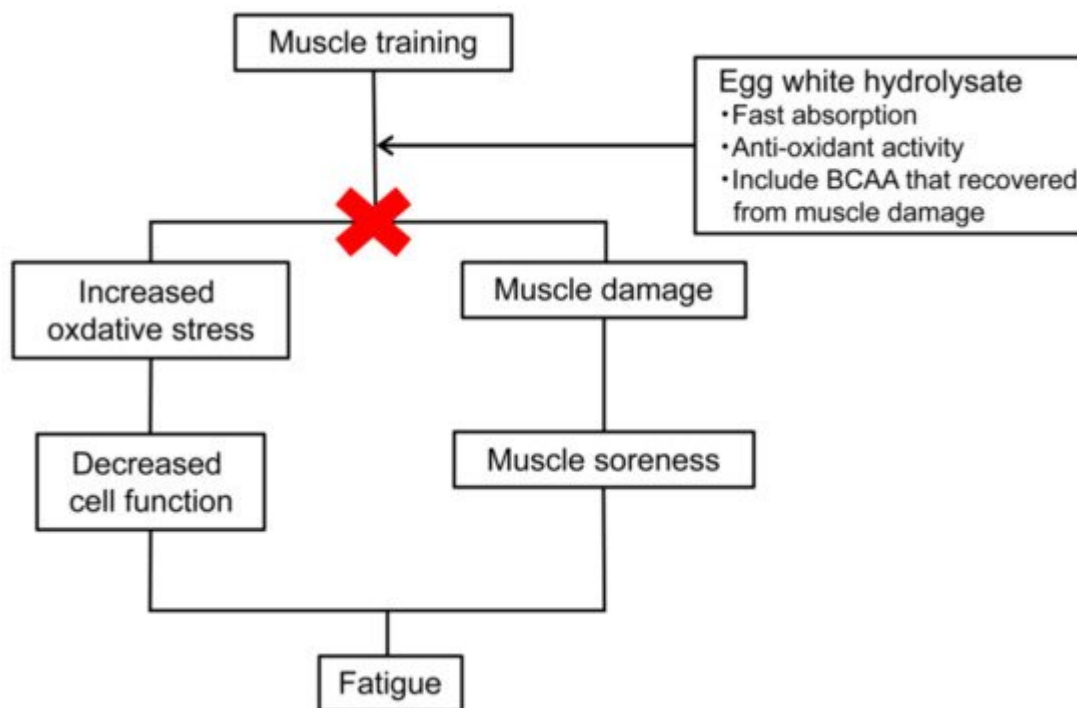 Muscle training
Egg white hydrolysate
・Fast absorption
・Anti-oxidant activity
・Include BCAA that recovered
from muscle damage
Increased
oxdative stress
Muscle damage
Decreased
cell function
Muscle soreness
Fatigue